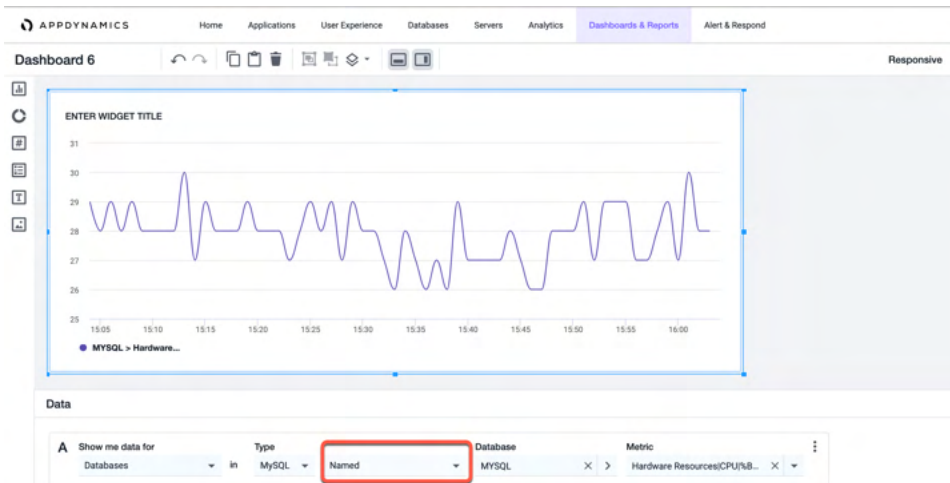 APPDYNAMICS Home Applications User Experience Databases Servers Analytics Dashboards & Reports Alert & Respond
Dashboard 6 Responsive
ENTER WIDGET TITLE
31
30
29
28
27
26
25
15:05 15:10 15:15 15:20 15:25 15:30 15:35 15:40 15:45 15:50 15:55 16:00
MYSQL > Hardware...
Data
A Show me data for Type Database Metric
Databases in MySQL Named MYSQL Hardware Resources|CPU|%B...